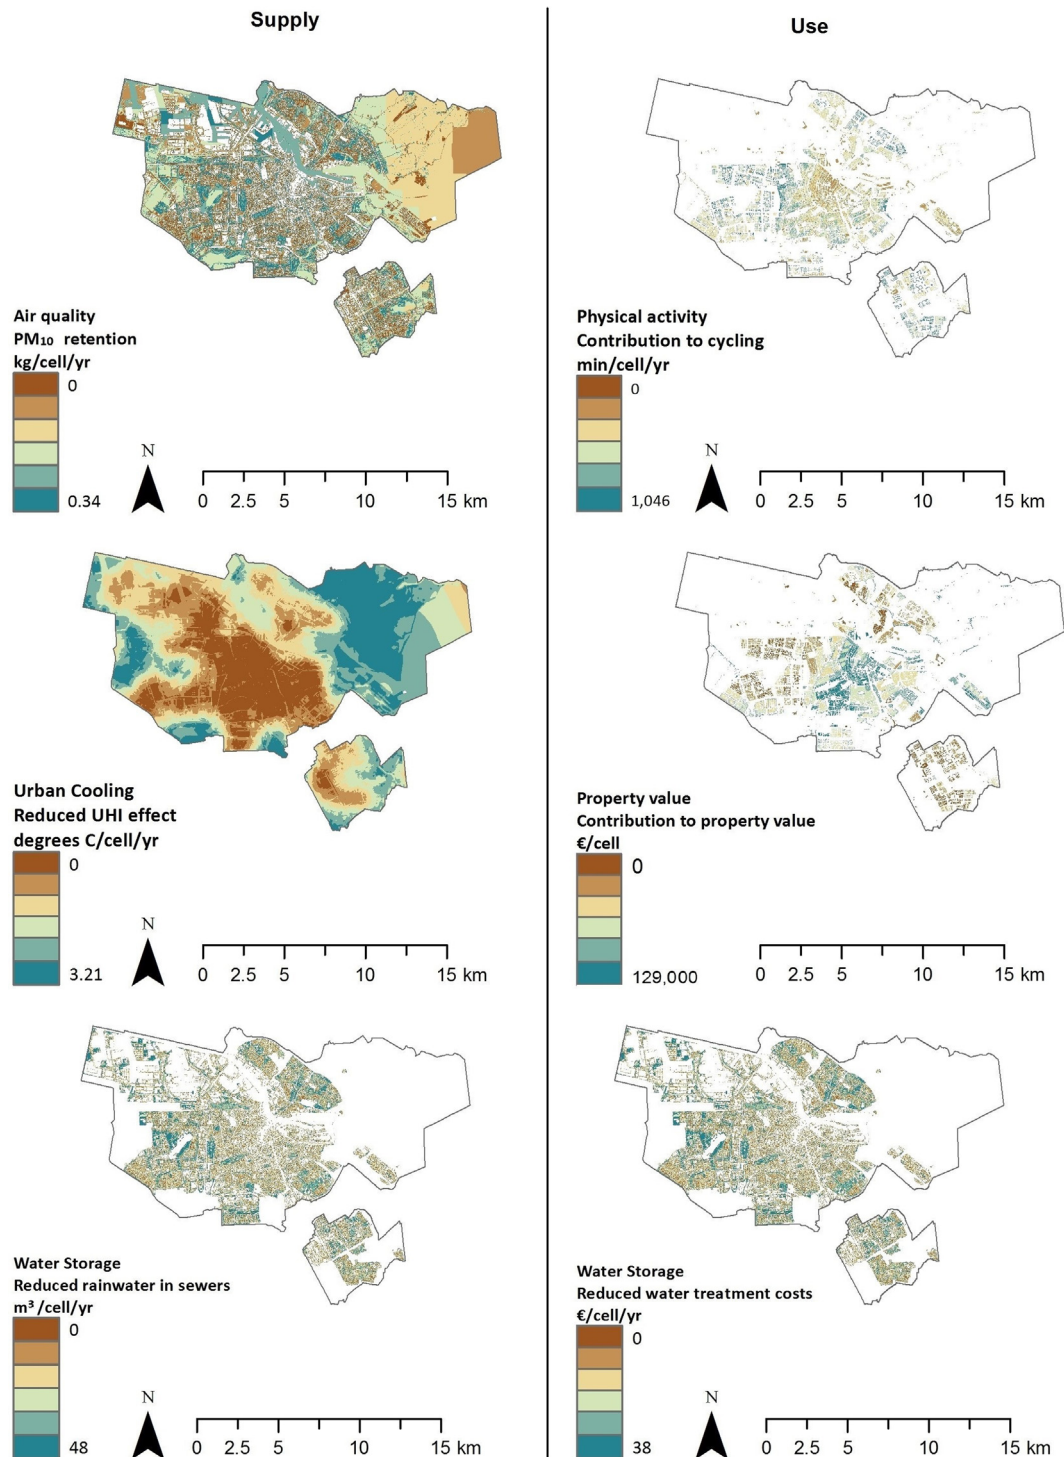 Supply
Air quality
PM₁₀ retention
kg/cell/yr
0
0.34
N
0 2.5 5 10 15 km
Urban Cooling
Reduced UHI effect
degrees C/cell/yr
0
3.21
N
0 2.5 5 10 15 km
Water Storage
Reduced rainwater in sewers
m³/cell/yr
0
48
N
0 2.5 5 10 15 km
Use
Physical activity
Contribution to cycling
min/cell/yr
0
1,046
N
0 2.5 5 10 15 km
Property value
Contribution to property value
€/cell
0
129,000
0 2.5 5 10 15 km
Water Storage
Reduced water treatment costs
€/cell/yr
0
38
N
0 2.5 5 10 15 km